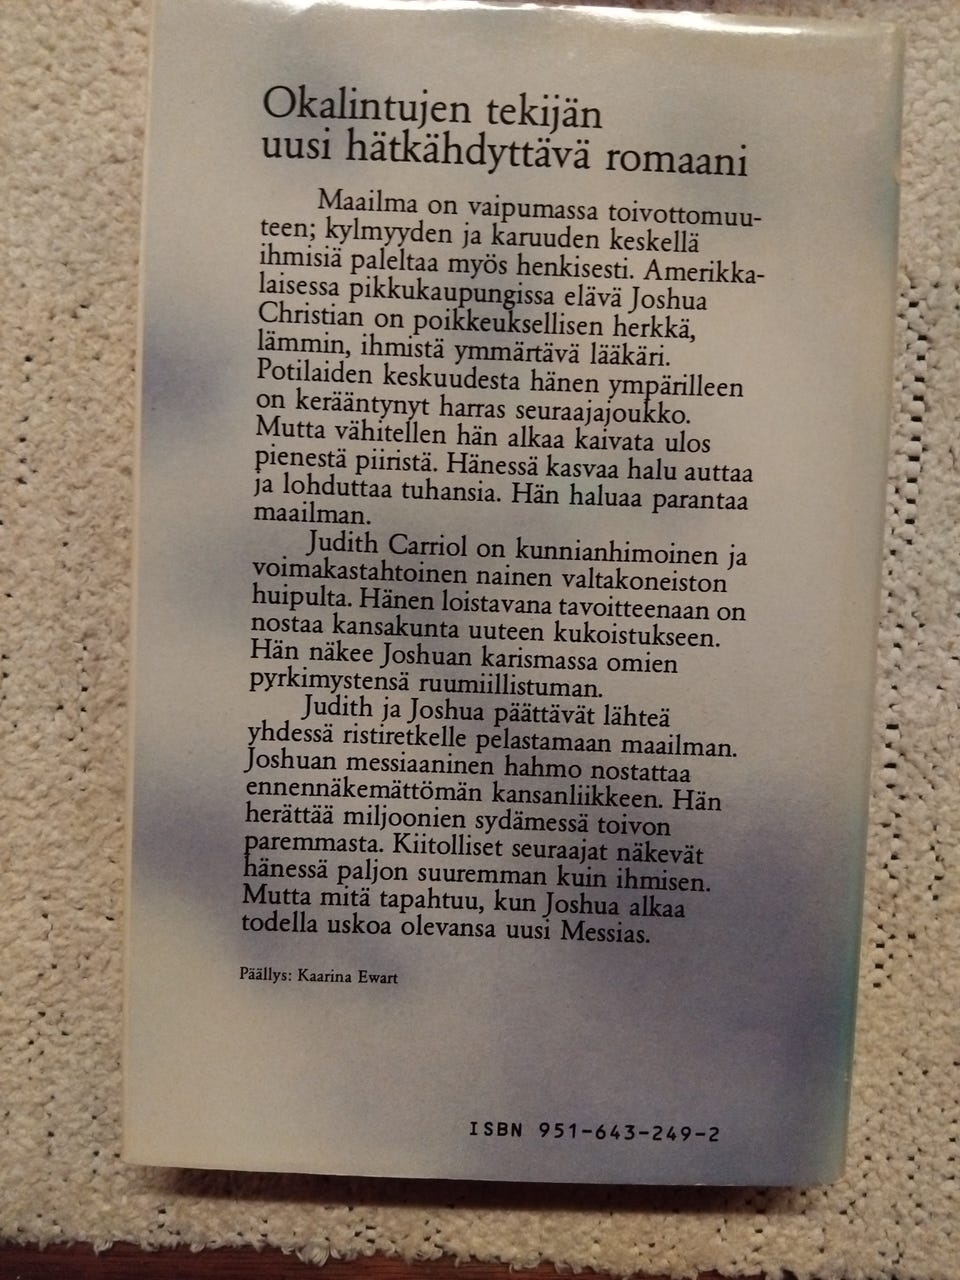 Okalintujen tekijän
uusi hätkähdyttävä romaani
Maailma on vaipumassa toivottomuu-
teen; kylmyyden ja karuuden keskellä
ihmisiä paleltaa myös henkisesti. Amerikka-
laisessa pikkukaupungissa elävä Joshua
Christian on poikkeuksellisen herkkä,
lämmin, ihmistä ymmärtävä lääkäri.
Potilaiden keskuudesta hänen ympärilleen
on kerääntynyt harras seuraajajoukko.
Mutta vähitellen hän alkaa kaivata ulos
pienestä piiristä. Hänessä kasvaa halu auttaa
ja lohduttaa tuhansia. Hän haluaa parantaa
maailman.
Judith Carriol on kunnianhimoinen ja
voimakastahtoinen nainen valtakoneiston
huipulta. Hänen loistavana tavoitteenaan on
nostaa kansakunta uuteen kukoistukseen.
Hän näkee Joshuan karismassa omien
pyrkimystensä ruumiillistuman.
Judith ja Joshua päättävät lähteä
yhdessä ristiretkelle pelastamaan maailman.
Joshuan messiaaninen hahmo nostattaa
ennennäkemättömän kansanliikkeen. Hän
herättää miljoonien sydämessä toivon
paremmasta. Kiitolliset seuraajat näkevät
hänessä paljon suuremman kuin ihmisen.
Mutta mitä tapahtuu, kun Joshua alkaa
todella uskoa olevansa uusi Messias.
Päällys: Kaarina Ewart
ISBN 951-643-249-2